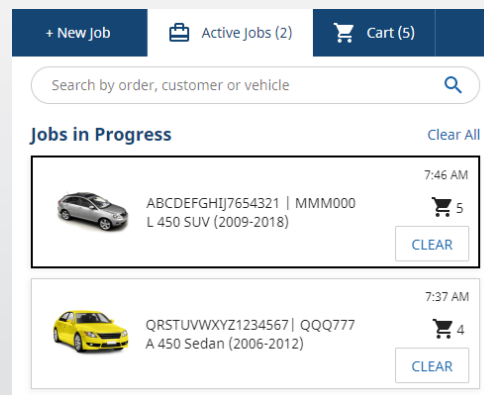 + New Job
Active Jobs (2)
Cart (5)
Search by order, customer or vehicle
Jobs in Progress
Clear All
7:46 AM
ABCDEFGHIJ7654321 | MMM000
5
L 450 SUV (2009-2018)
CLEAR
7:37 AM
QRSTUVWXYZ1234567| QQQ777
4
A 450 Sedan (2006-2012)
CLEAR